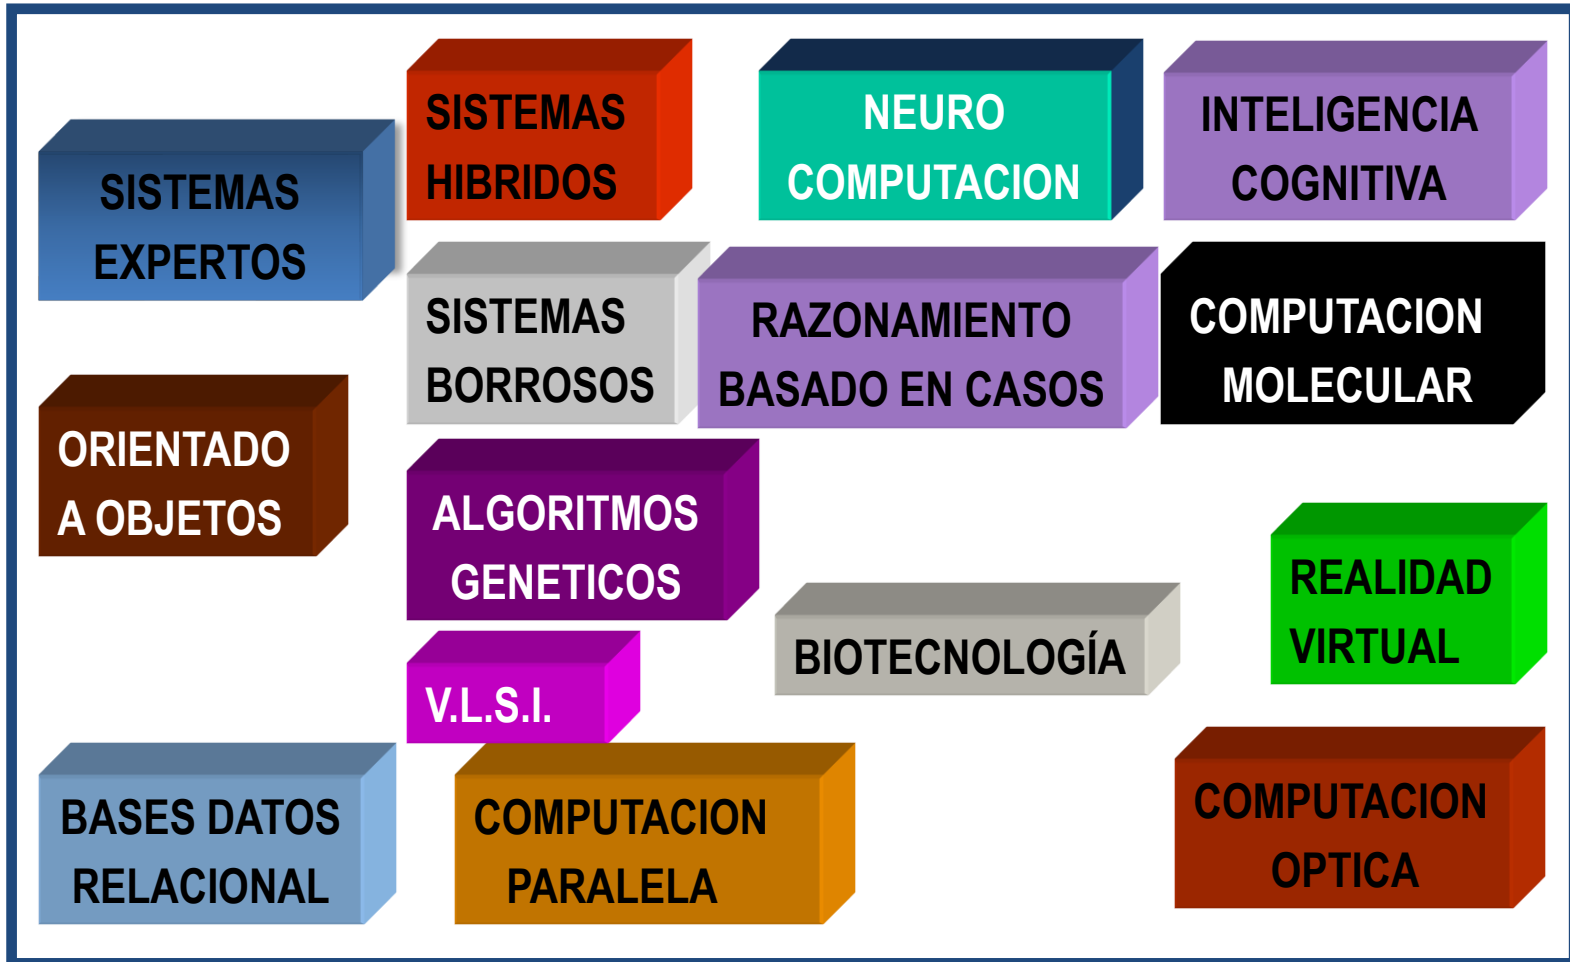 SISTEMAS
EXPERTOS
SISTEMAS
HIBRIDOS
NEURO
COMPUTACION
INTELIGENCIA
COGNITIVA
SISTEMAS
BORROSOS
RAZONAMIENTO
BASADO EN CASOS
COMPUTACION
MOLECULAR
ORIENTADO
A OBJETOS
ALGORITMOS
GENETICOS
REALIDAD
VIRTUAL
BIOTECNOLOGÍA
V.L.S.I.
BASES DATOS
RELACIONAL
COMPUTACION
PARALELA
COMPUTACION
OPTICA